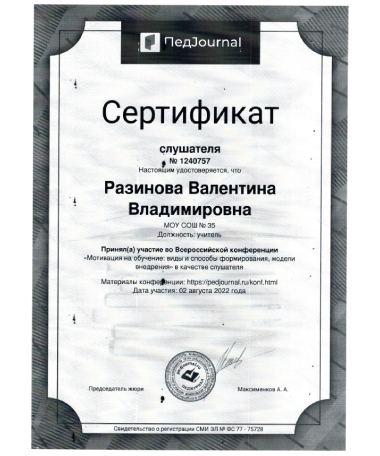 ПедJournal
Сертификат
слушателя
№ 1240757
Настоящим удостоверяется, что
Разинова Валентина
Владимировна
МОУ СОШ № 35
Должность: учитель
Принял(а) участие во Всероссийской конференции
«Мотивация на обучение: виды и способы формирования, модели
внедрения» в качестве слушателя
Материалы конференции: https://pedjournal.ru/konf.html
Дата участия: 02 августа 2022 года
Председатель жюри
Максименков А. А.
Свидетельство о регистрации СМИ ЭЛ № ФС 77 - 75728